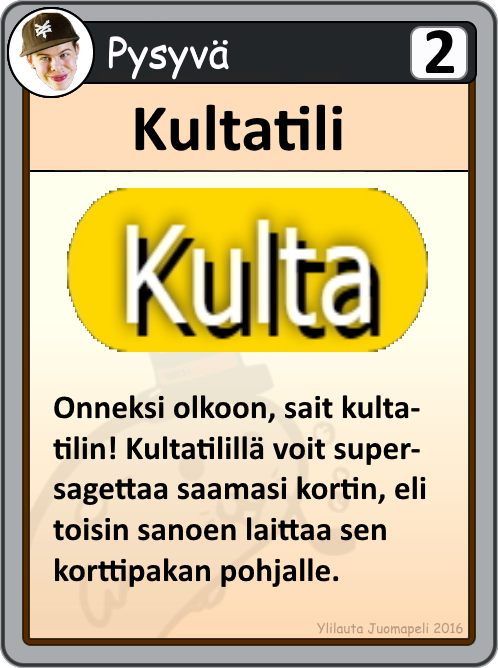 Pysyvä
2
Kultatili
Kulta
Onneksi olkoon, sait kulta-
tilin! Kultatilillä voit super-
sagettaa saamasi kortin, eli
toisin sanoen laittaa sen
korttipakan pohjalle.
Ylilauta Juomapeli 2016